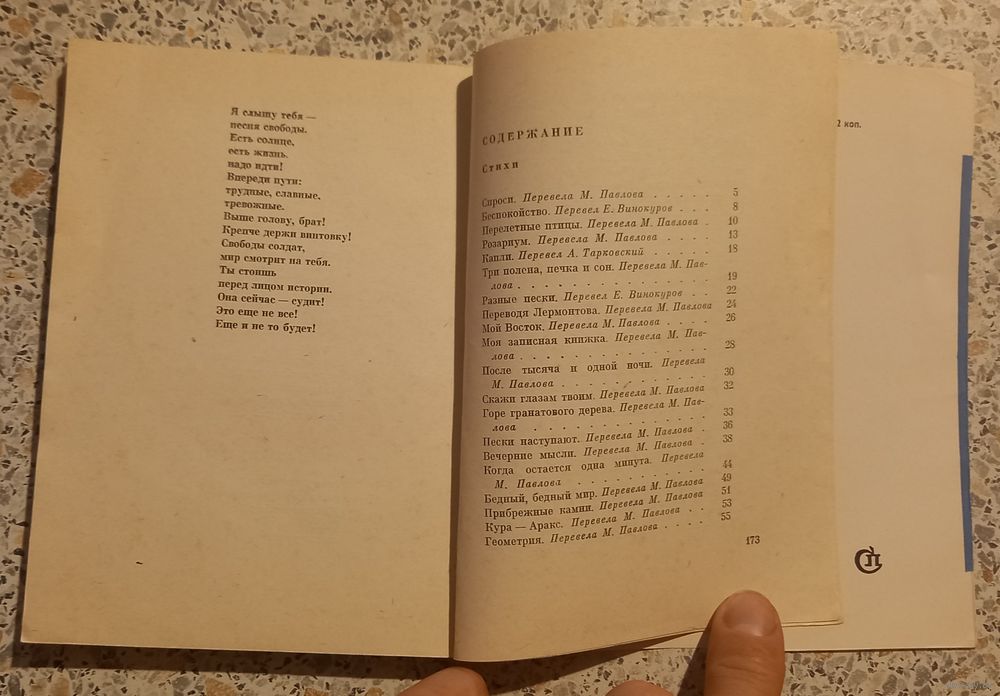 Я слышу тебя —
песня свободы.
Есть солнце,
есть жизнь.
надо идти!
Впереди пути:
трудные, славные,
тревожные.
Выше голову, брат!
Крепче держи винтовку!
Свободы солдат,
мир смотрит на тебя.
Ты стоишь
перед лицом истории.
Она сейчас — судит!
Это еще не все!
Еще и не то будет!
СОДЕРЖАНИЕ
Стихи
Спроси. Перевела М. Павлова . . . . . 5
Беспокойство. Перевел Е. Винокуров . . . 8
Перелетные птицы. Перевела М. Павлова . 10
Розариум. Перевела М. Павлова . . . . 13
Капли. Перевел А. Тарковский . . . . . 18
Три полена, печка и сон. Перевела М. Пав-
лова . . . . . . . . . . . . . . 19
Разные пески. Перевел Е. Винокуров . . 22
Переводя Лермонтова. Перевела М. Павлова 24
Мой Восток. Перевела М. Павлова . . . . 26
Моя записная книжка. Перевела М. Пав-
лова . . . . . . . . . . . . . . 28
После тысяча и одной ночи. Перевела
М. Павлова . . . . . . . . . . . 30
Скажи глазам твоим. Перевела М. Павлова 32
Горе гранатового дерева. Перевела М. Пав-
лова . . . . . . . . . . . . . 33
Пески наступают. Перевела М. Павлова . 36
Вечерние мысли. Перевела М. Павлова . 38
Когда остается одна минута. Перевела
М. Павлова . . . . . . . . . . 44
Бедный, бедный мир. Перевела М. Павлова 49
Прибрежные камни. Перевела М. Павлова 51
Кура — Аракс. Перевела М. Павлова . . 53
Геометрия. Перевела М. Павлова . . . . 55
173
2 коп.